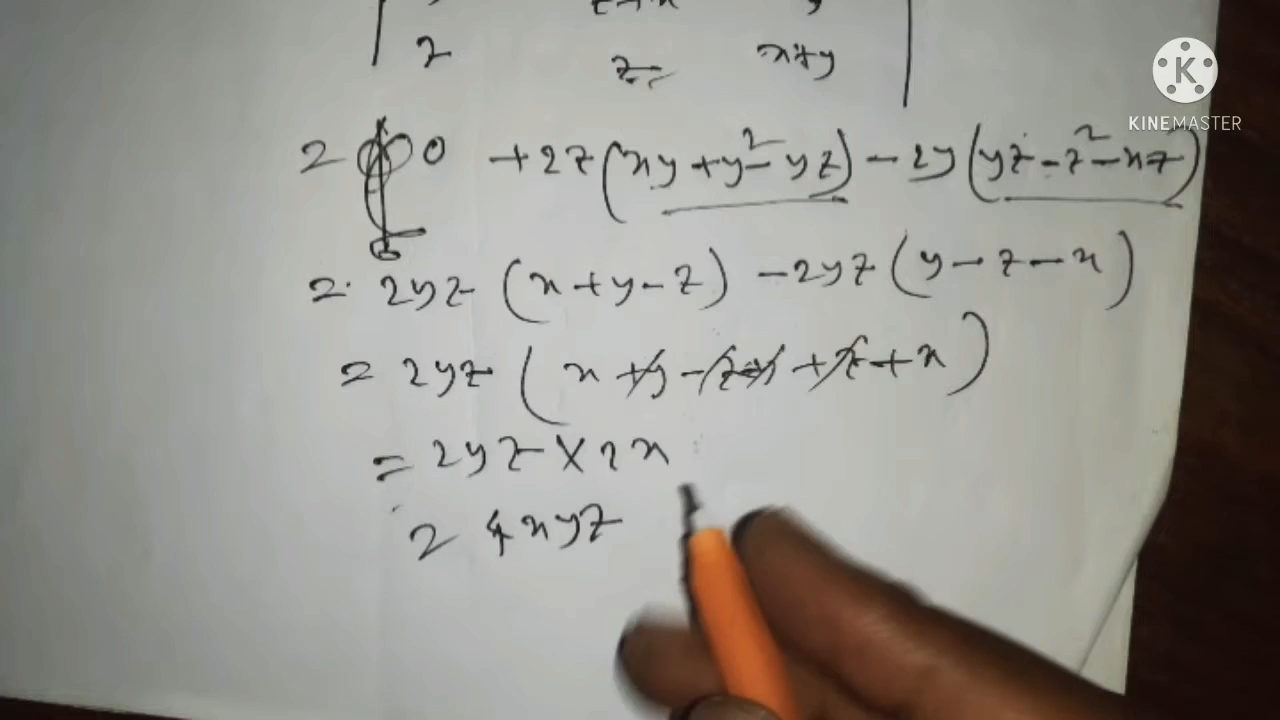 z+x y
z z x+y
= 0 +2z(xy+y²-yz) - 2y(yz-z²-xz)
= 2yz (x+y-z) -2yz (y-z-x)
= 2yz (x+y-z-y+z+x)
= 2yz×2x
= 4xyz
K
KINEMASTER